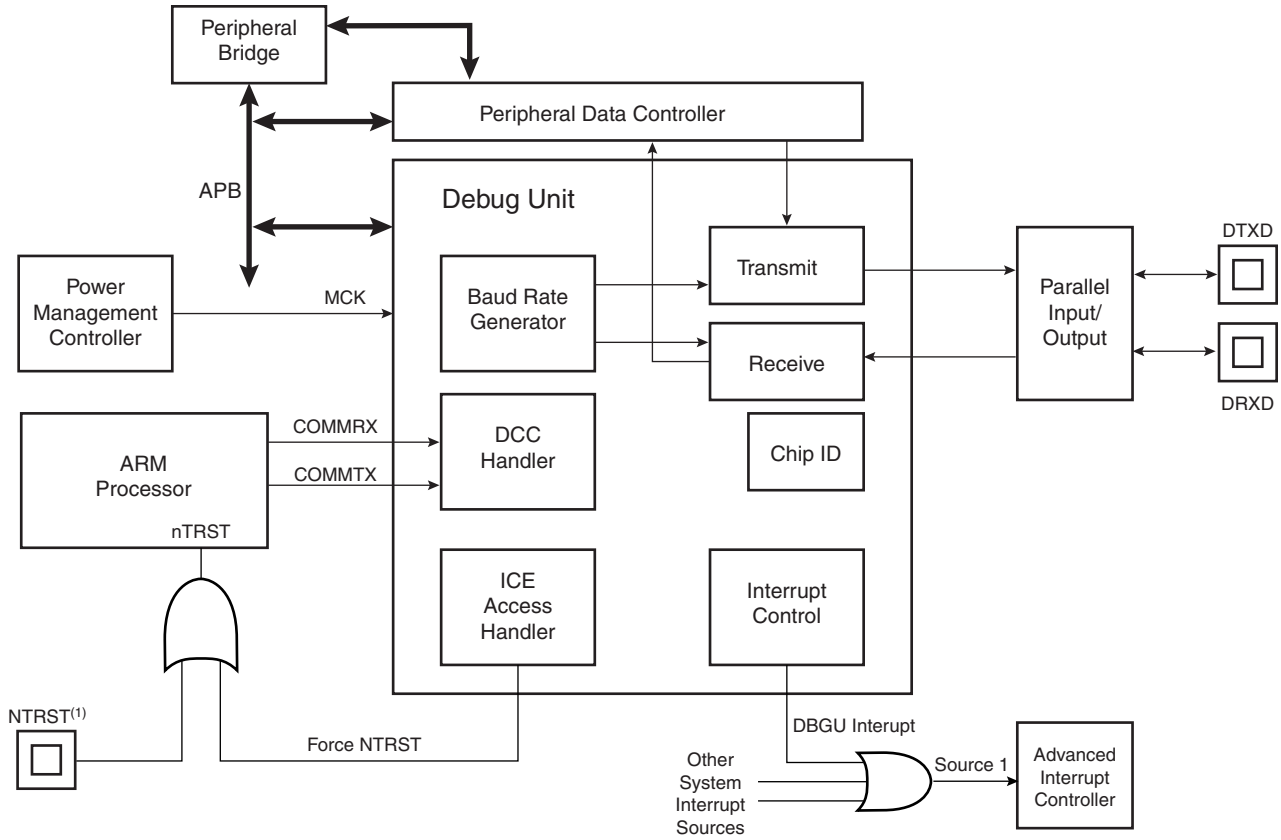 Peripheral
Bridge
Peripheral Data Controller
APB
Debug Unit
DTXD
Power
Management
Controller
MCK
Baud Rate
Generator
Transmit
Parallel
Input/
Output
Receive
DRXD
ARM
Processor
nTRST
COMMRX
COMMTX
DCC
Handler
Chip ID
ICE
Access
Handler
Interrupt
Control
NTRST(1)
Force NTRST
DBGU Interupt
Other
System
Interrupt
Sources
Source 1
Advanced
Interrupt
Controller